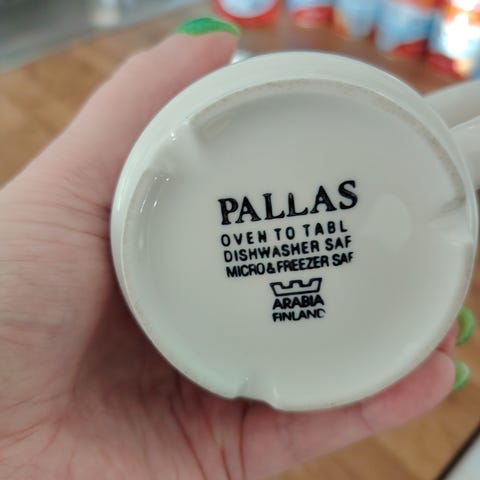 PALLAS
OVEN TO TABL
DISHWASHER SAF
MICRO & FREEZER SAF
ARABIA
FINLAND